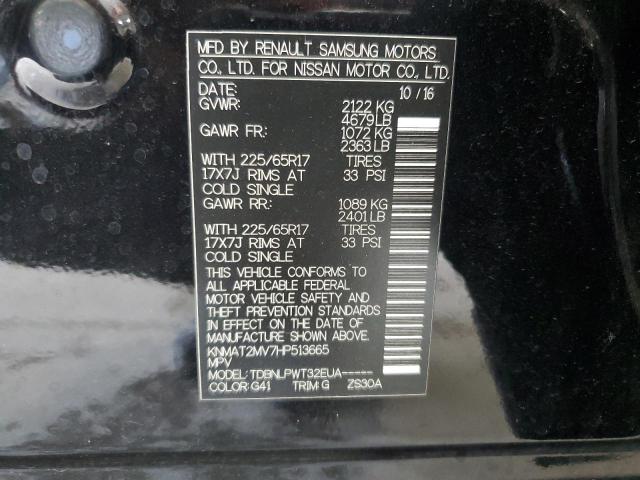 MFD BY RENAULT SAMSUNG MOTORS
CO., LTD. FOR NISSAN MOTOR CO., LTD.
DATE: 10 / 16
GVWR: 2122 KG
4679 LB
GAWR FR: 1072 KG
2363 LB
WITH 225/65R17 TIRES
17X7J RIMS AT 33 PSI
COLD SINGLE
GAWR RR: 1089 KG
2401 LB
WITH 225/65R17 TIRES
17X7J RIMS AT 33 PSI
COLD SINGLE
THIS VEHICLE CONFORMS TO
ALL APPLICABLE FEDERAL
MOTOR VEHICLE SAFETY AND
THEFT PREVENTION STANDARDS
IN EFFECT ON THE DATE OF
MANUFACTURE SHOWN ABOVE.
KNMAT2MV7HP513665
MPV
MODEL: TDBNLPWT32EUA-----
COLOR: G41 TRIM: G ZS30A